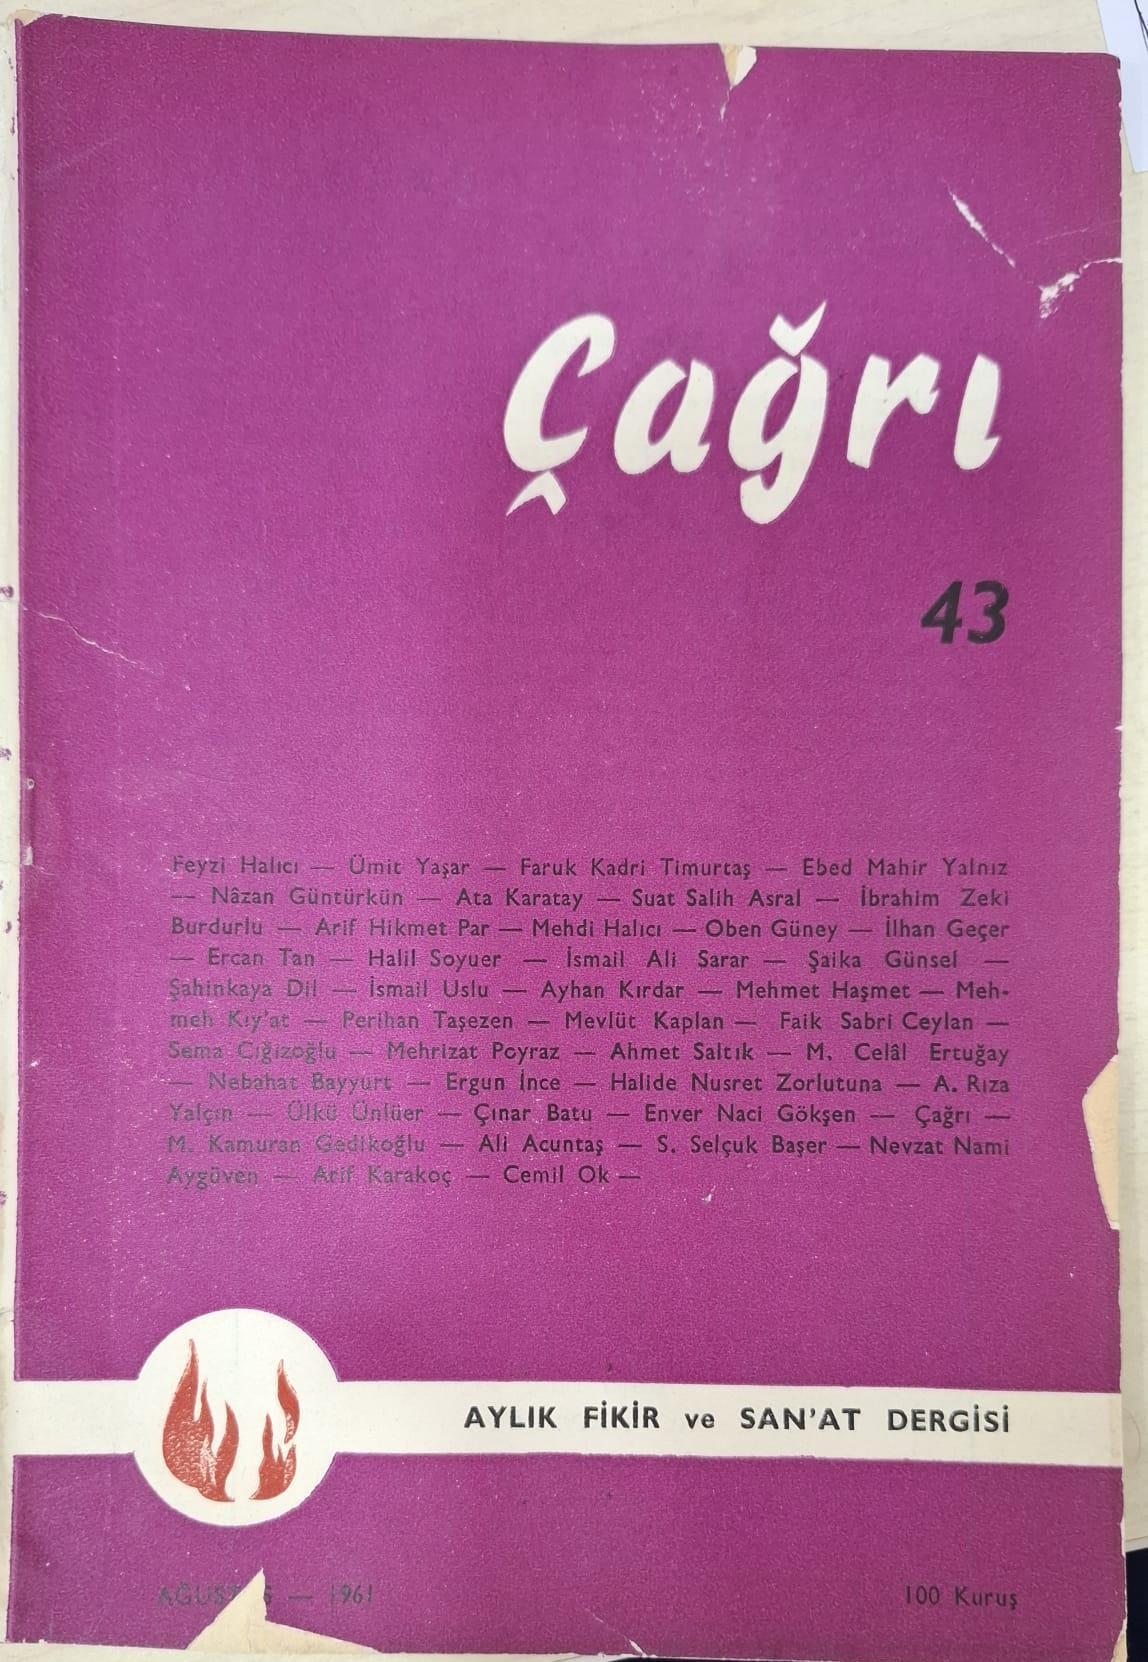 Çağrı
43
Feyzi Halıcı — Ümit Yaşar — Faruk Kadri Timurtaş — Ebed Mahir Yalnız
— Nâzan Güntürkün — Ata Karatay — Suat Salih Asral — İbrahim Zeki
Burdurlu — Arif Hikmet Par — Mehdi Halıcı — Oben Güney — İlhan Geçer
— Ercan Tan — Halil Soyuer — İsmail Ali Sarar — Şaika Günsel —
Şahinkaya Dil — İsmail Uslu — Ayhan Kırdar — Mehmet Haşmet — Meh-
meh Kıy'at — Perihan Taşezen — Mevlüt Kaplan — Faik Sabri Ceylan —
Sema Cığızoğlu — Mehrizat Poyraz — Ahmet Saltık — M. Celâl Ertuğay
— Nebahat Bayyurt — Ergun İnce — Halide Nusret Zorlutuna — A. Rıza
Yalçın — Ülkü Ünlüer — Çınar Batu — Enver Naci Gökşen — Çağrı —
M. Kamuran Gedikoğlu — Ali Acuntaş — S. Selçuk Başer — Nevzat Nami
Aygüven — Arif Karakoç — Cemil Ok —
AYLIK FİKİR ve SAN'AT DERGİSİ
— 1961
100 Kuruş